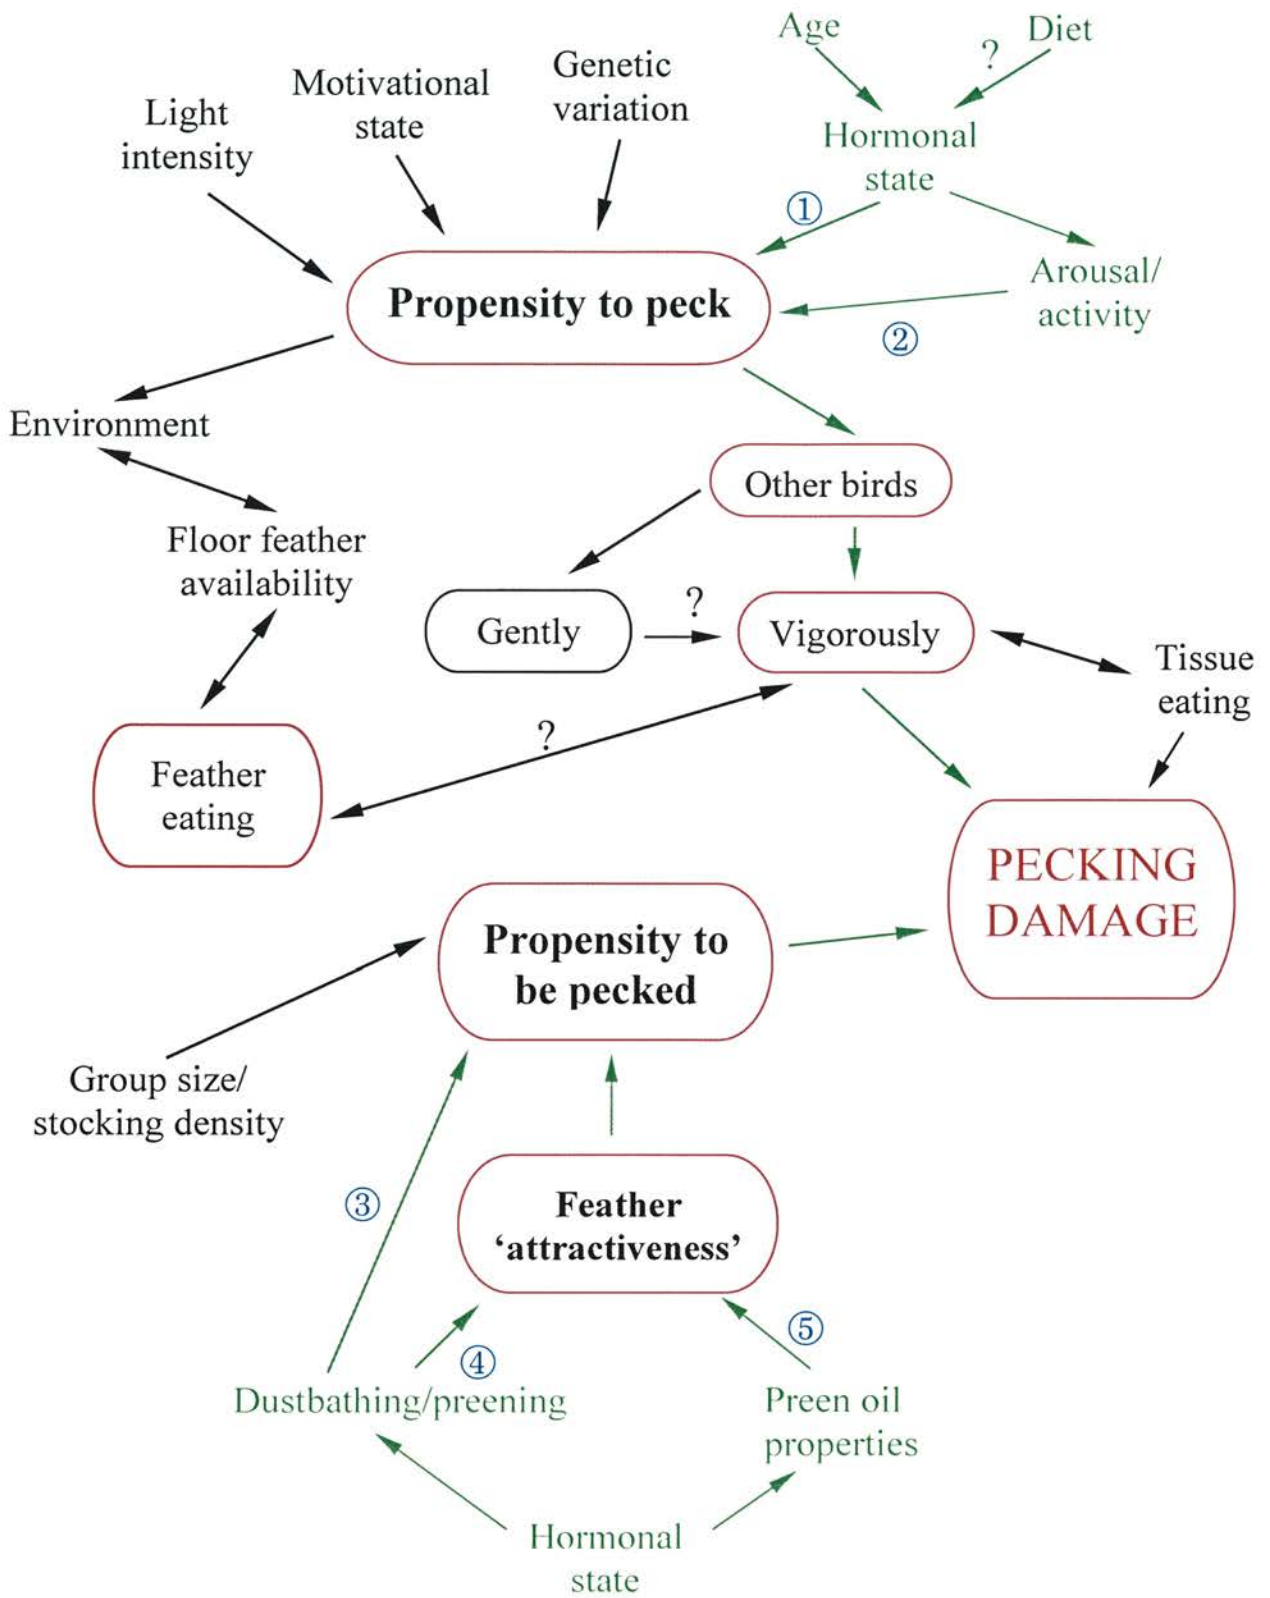 Age
Diet
?
Genetic
variation
Motivational
state
Light
intensity
Hormonal
state
①
Arousal/
activity
Propensity to peck
②
Environment
Other birds
Floor feather
availability
?
Gently
Vigorously
Tissue
eating
?
Feather
eating
PECKING
DAMAGE
Propensity to
be pecked
Group size/
stocking density
③
Feather
‘attractiveness’
⑤
④
Dustbathing/preening
Preen oil
properties
Hormonal
state